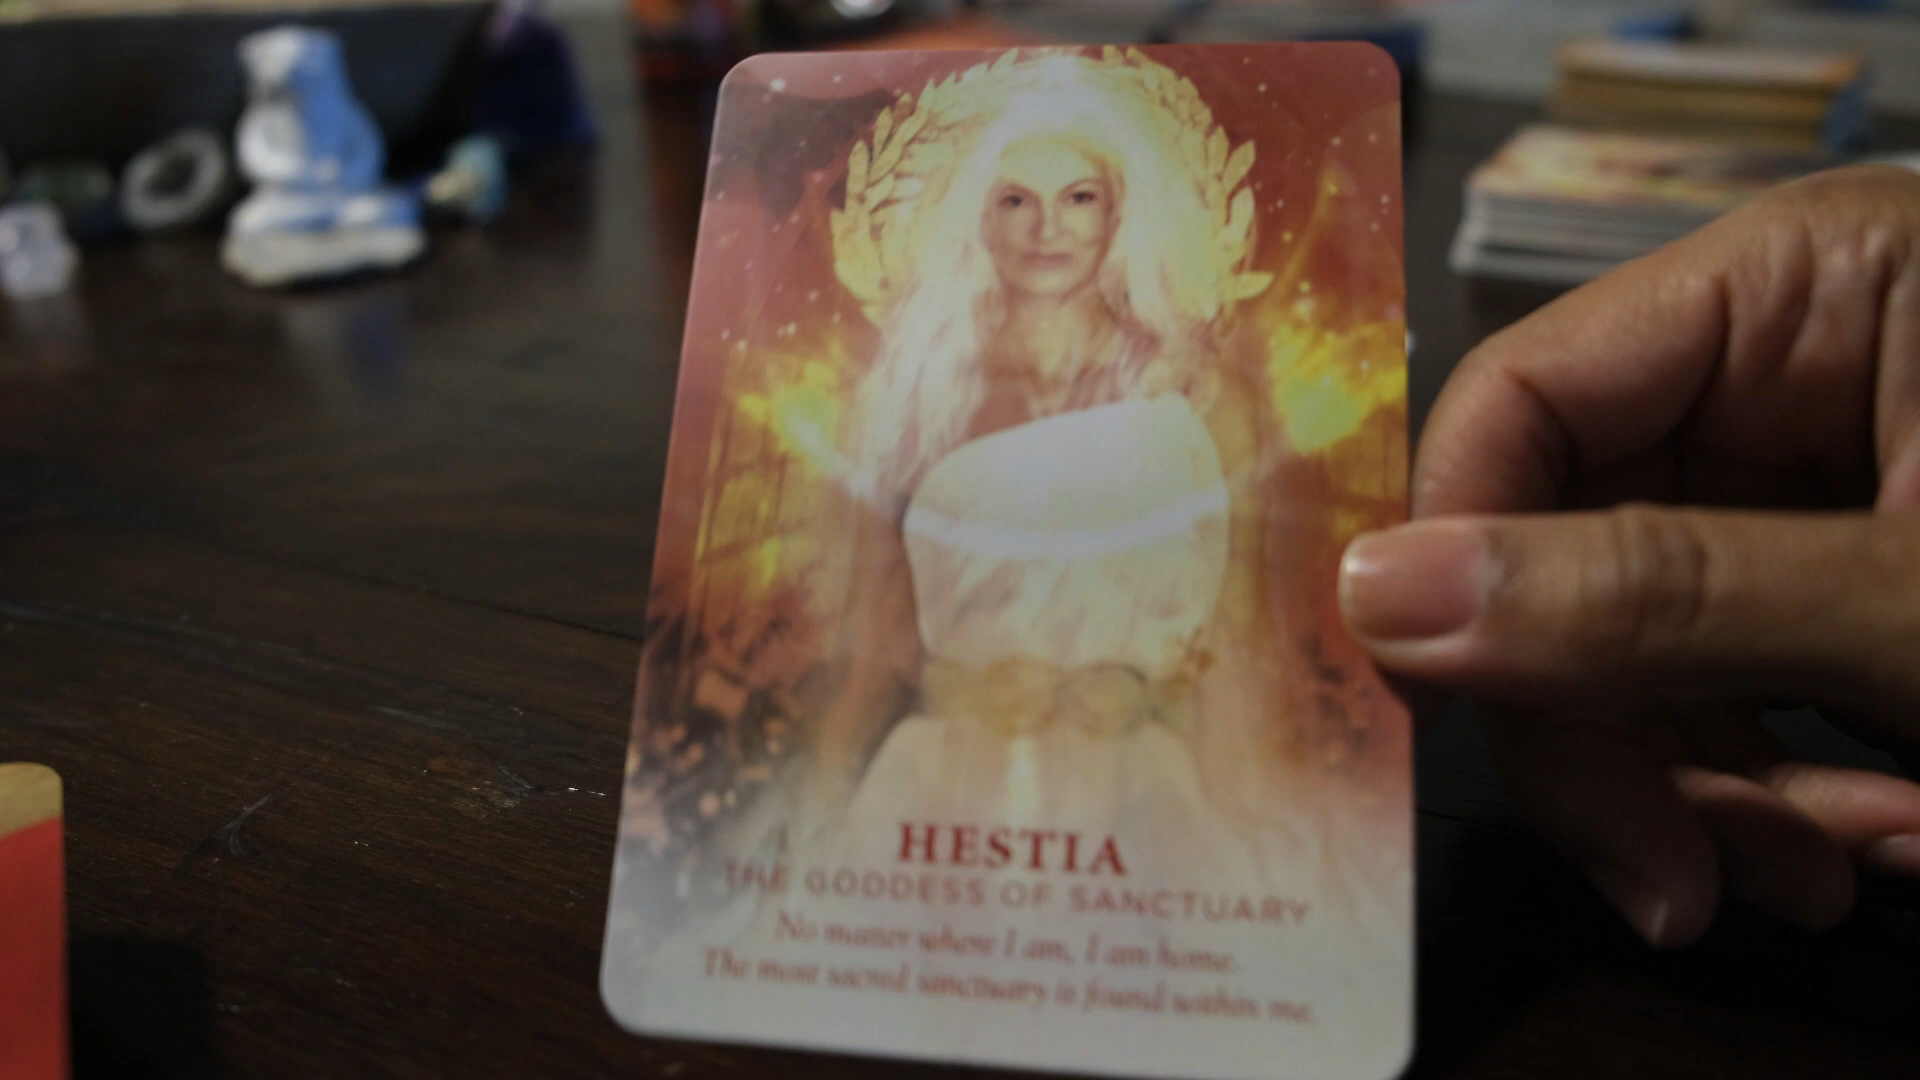 HESTIA
THE GODDESS OF SANCTUARY
No matter where I am, I am home.
The most sacred sanctuary is found within me.